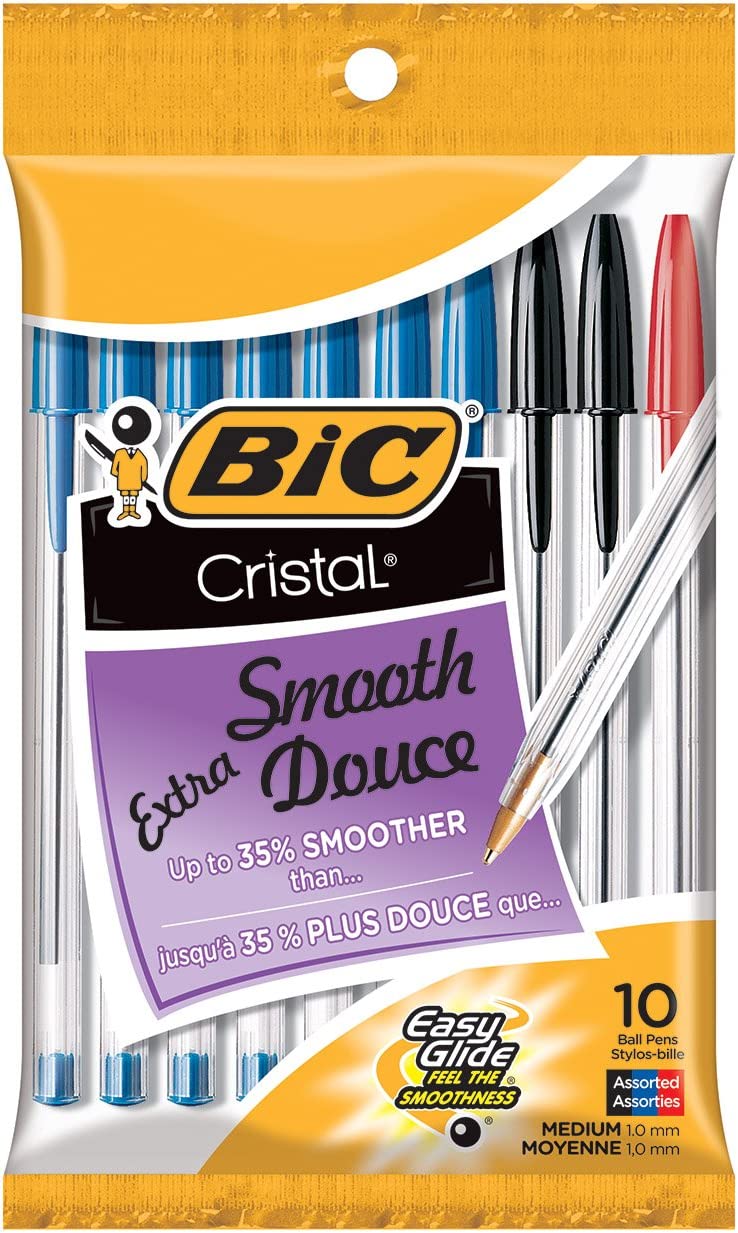 BiC®
Cristal®
Extra Smooth
Douce
Up to 35% SMOOTHER
than...
jusqu'à 35 % PLUS DOUCE que...
Easy
Glide
FEEL THE
SMOOTHNESS®
®
10
Ball Pens
Stylos-bille
Assorted
Assorties
MEDIUM 1.0 mm
MOYENNE 1,0 mm